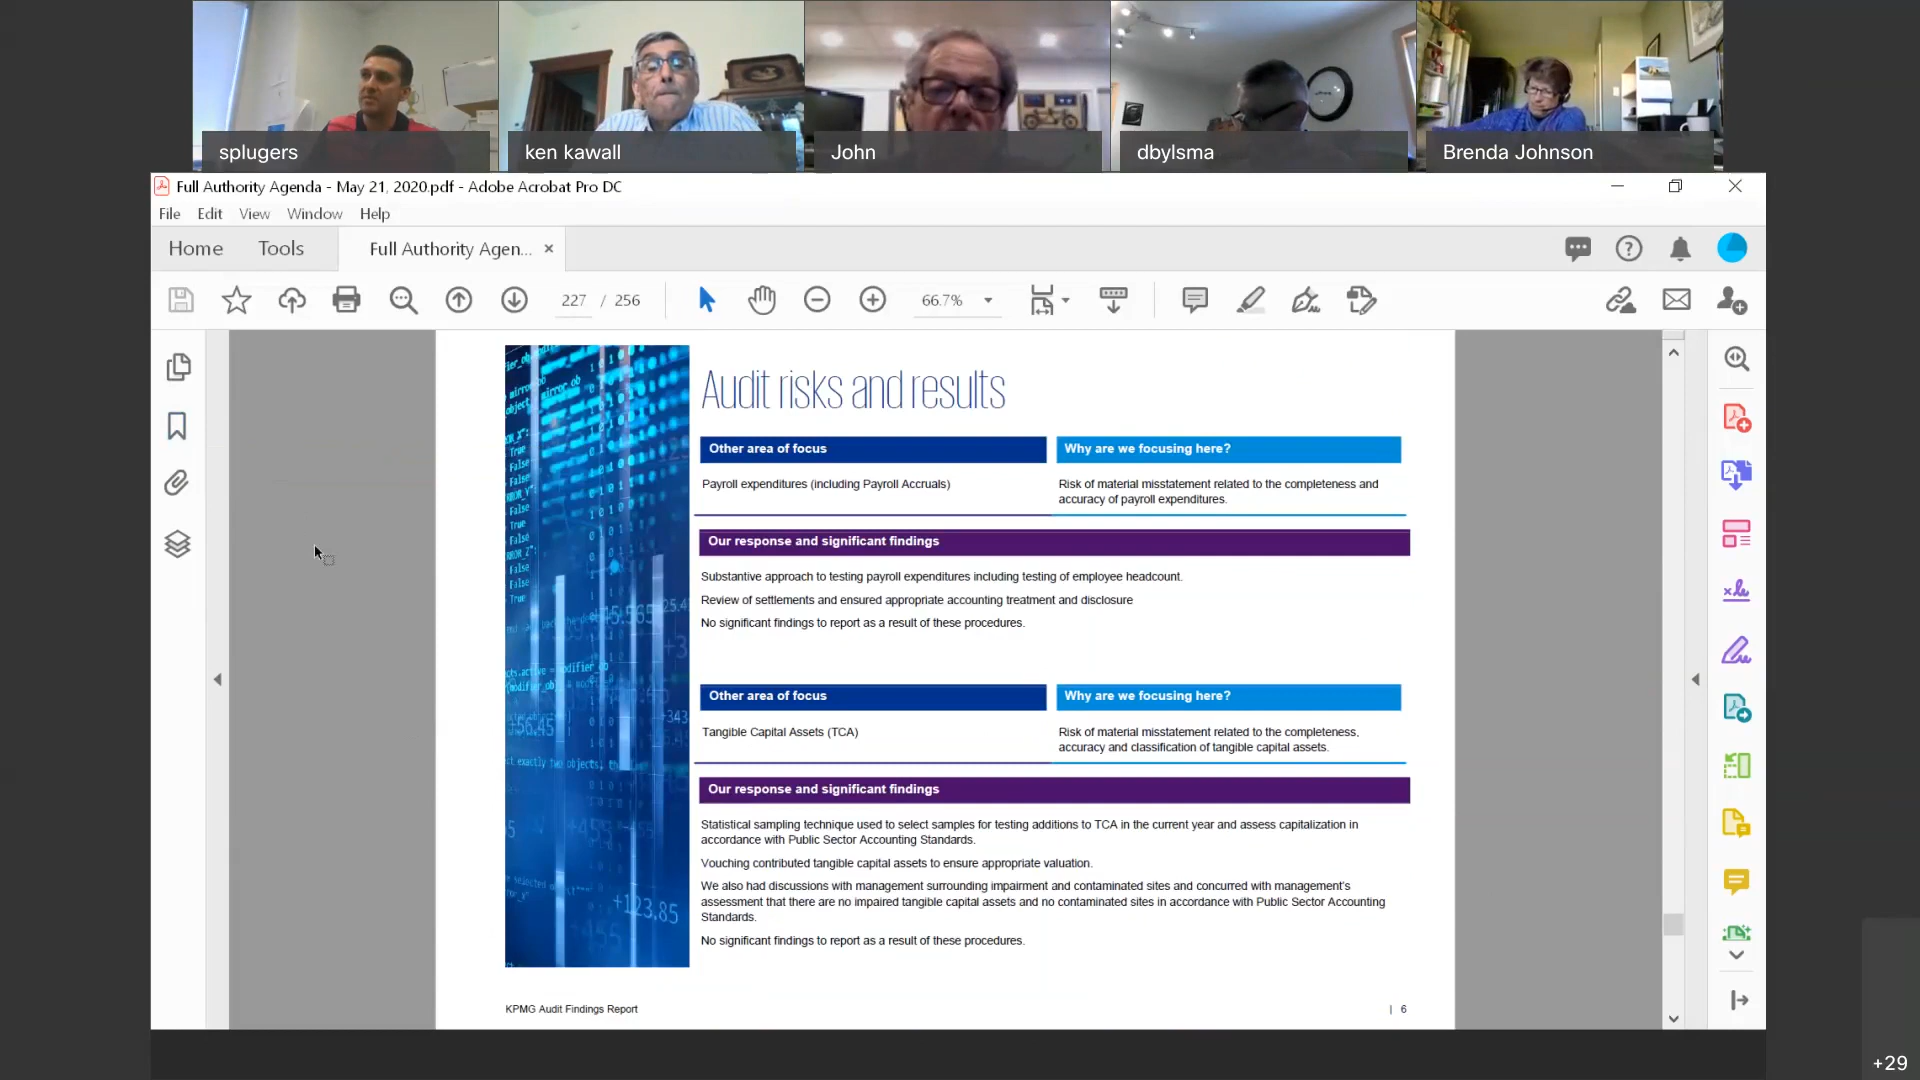 splugers
ken kawall
John
dbylsma
Brenda Johnson
Full Authority Agenda - May 21, 2020.pdf - Adobe Acrobat Pro DC
File Edit View Window Help
Home Tools Full Authority Agen... ×
227 / 256 66.7%
Audit risks and results
Other area of focus Why are we focusing here?
Payroll expenditures (including Payroll Accruals) Risk of material misstatement related to the completeness and
accuracy of payroll expenditures.
Our response and significant findings
Substantive approach to testing payroll expenditures including testing of employee headcount.
Review of settlements and ensured appropriate accounting treatment and disclosure
No significant findings to report as a result of these procedures.
Other area of focus Why are we focusing here?
Tangible Capital Assets (TCA) Risk of material misstatement related to the completeness,
accuracy and classification of tangible capital assets.
Our response and significant findings
Statistical sampling technique used to select samples for testing additions to TCA in the current year and assess capitalization in
accordance with Public Sector Accounting Standards.
Vouching contributed tangible capital assets to ensure appropriate valuation.
We also had discussions with management surrounding impairment and contaminated sites and concurred with management's
assessment that there are no impaired tangible capital assets and no contaminated sites in accordance with Public Sector Accounting
Standards.
No significant findings to report as a result of these procedures.
KPMG Audit Findings Report | 6
+29